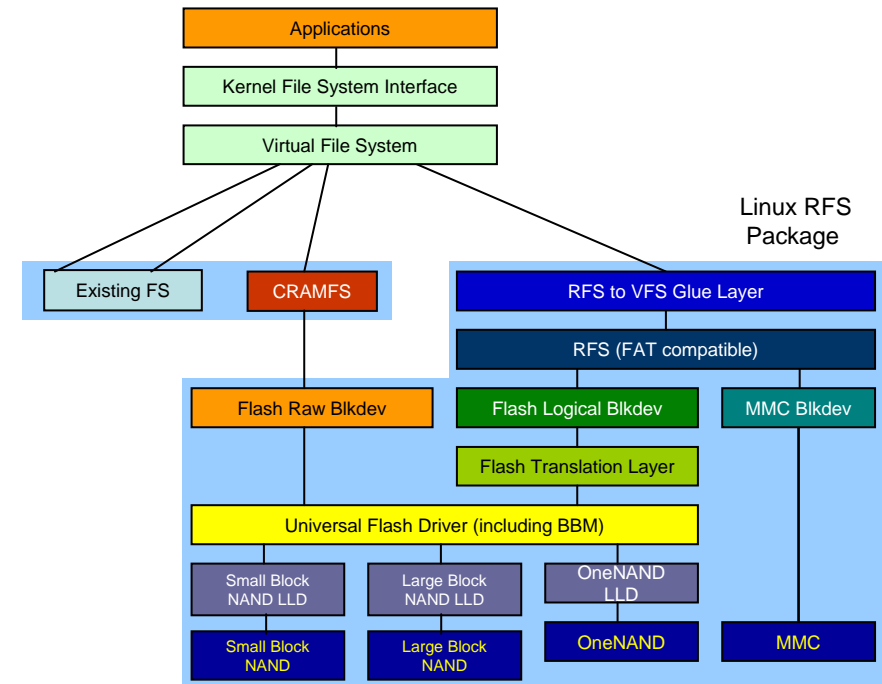 Applications
Kernel File System Interface
Virtual File System
Linux RFS
Package
Existing FS
CRAMFS
RFS to VFS Glue Layer
RFS (FAT compatible)
Flash Raw Blkdev
Flash Logical Blkdev
MMC Blkdev
Flash Translation Layer
Universal Flash Driver (including BBM)
Small Block
NAND LLD
Large Block
NAND LLD
OneNAND
LLD
Small Block
NAND
Large Block
NAND
OneNAND
MMC